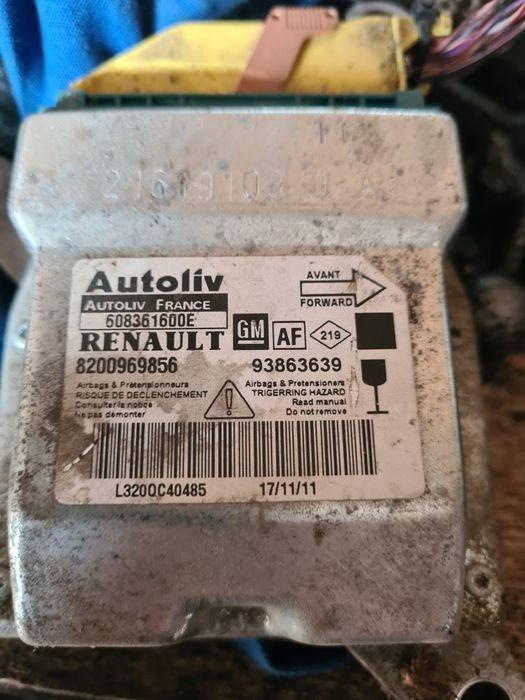 Autoliv
AUTOLIV FRANCE
608361600E
RENAULT GM AF 219
8200969856 93863639
AVANT
FORWARD
Airbags & Prétensionneurs
RISQUE DE DECLENCHEMENT
Consulter la notice
Ne pas démonter
Airbags & Pretensioners
TRIGERRING HAZARD
Read manual
Do not remove
L320QC40485 17/11/11